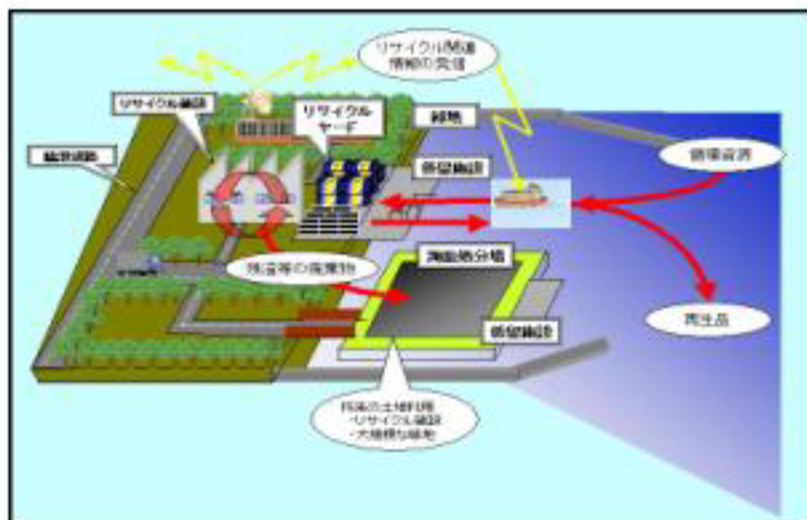 リサイクル関連
情報の発信
リサイクル施設
リサイクル
ヤード
緑地
臨港道路
循環資源
係留施設
残渣等の廃棄物
海面処分場
係留施設
再生品
将来の土地利用
・リサイクル施設
・大規模な緑地